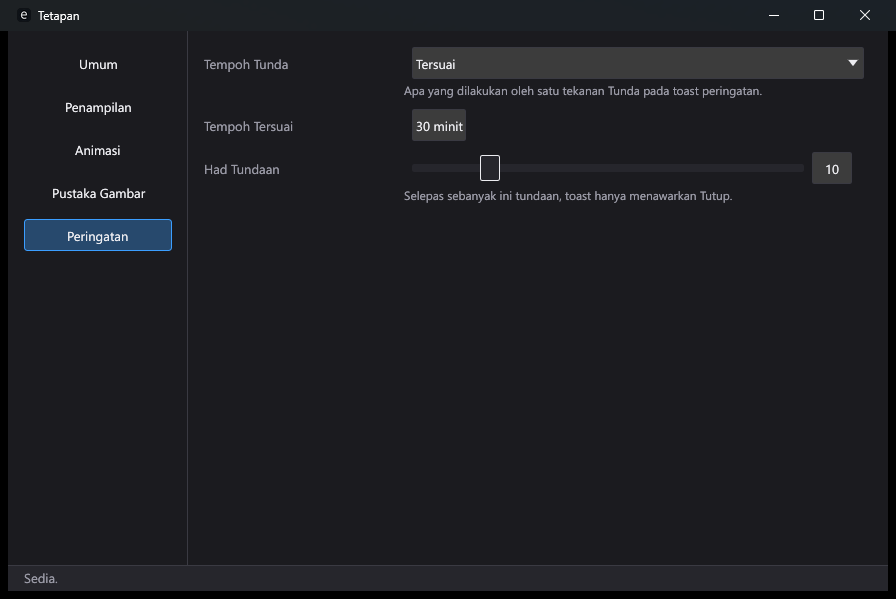 e Tetapan
Umum
Penampilan
Animasi
Pustaka Gambar
Peringatan
Tempoh Tunda
Tersuai
Apa yang dilakukan oleh satu tekanan Tunda pada toast peringatan.
Tempoh Tersuai
30 minit
Had Tundaan
10
Selepas sebanyak ini tundaan, toast hanya menawarkan Tutup.
Sedia.